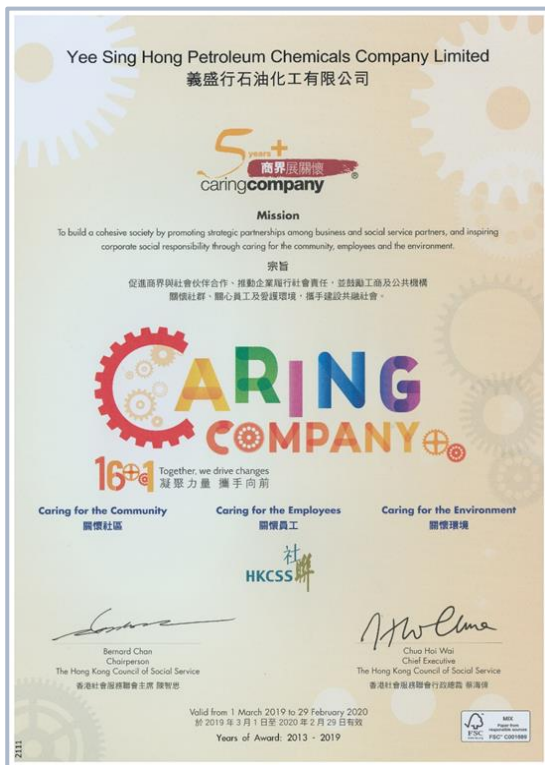 Yee Sing Hong Petroleum Chemicals Company Limited
義盛行石油化工有限公司
5 years +
商界展關懷
caringcompany ®
Mission
To build a cohesive society by promoting strategic partnerships among business and social service partners, and inspiring
corporate social responsibility through caring for the community, employees and the environment.
宗旨
促進商界與社會伙伴合作、推動企業履行社會責任，並鼓勵工商及公共機構
關懷社群、關心員工及愛護環境，攜手建設共融社會。
CARING
COMPANY
16+1 Together, we drive changes
凝聚力量 攜手向前
Caring for the Community Caring for the Employees Caring for the Environment
關懷社區 關懷員工 關懷環境
HKCSS 社聯
Bernard Chan Chua Hoi Wai
Chairperson Chief Executive
The Hong Kong Council of Social Service The Hong Kong Council of Social Service
香港社會服務聯會主席 陳智思 香港社會服務聯會行政總裁 蔡海偉
Valid from 1 March 2019 to 29 February 2020
於 2019 年 3 月 1 日至 2020 年 2 月 29 日有效
Years of Award: 2013 - 2019
2111
FSC
MIX
Paper from
responsible sources
FSC® C001889